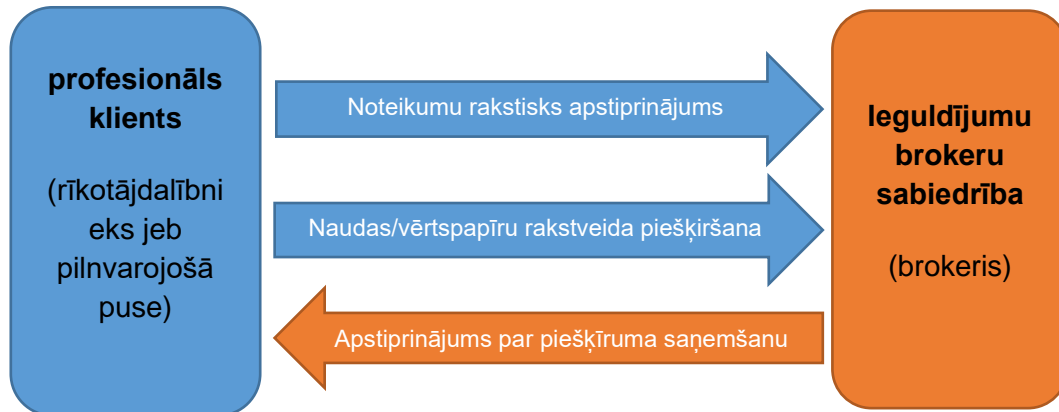 profesionāls
klients
(rīkotājdalībni
eks jeb
pilnvarojošā
puse)
Noteikumu rakstisks apstiprinājums
Naudas/vērtspapīru rakstveida piešķiršana
Apstiprinājums par piešķīruma saņemšanu
Ieguldījumu
brokeru
sabiedrība
(brokeris)